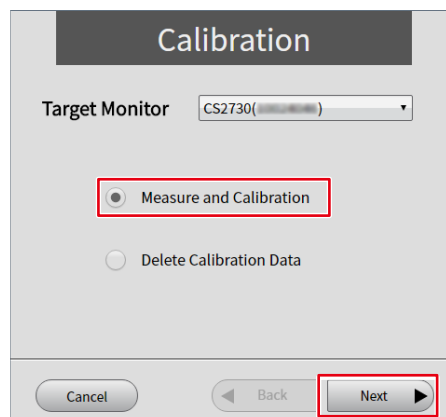 Calibration
Target Monitor CS2730( )
Measure and Calibration
Delete Calibration Data
Cancel Back Next